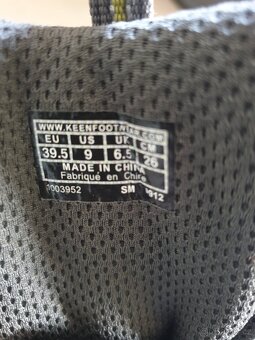 WWW.KEENFOOTWEAR.COM
EU US UK CM
39.5 9 6.5 26
MADE IN CHINA
Fabriqué en Chine
SM